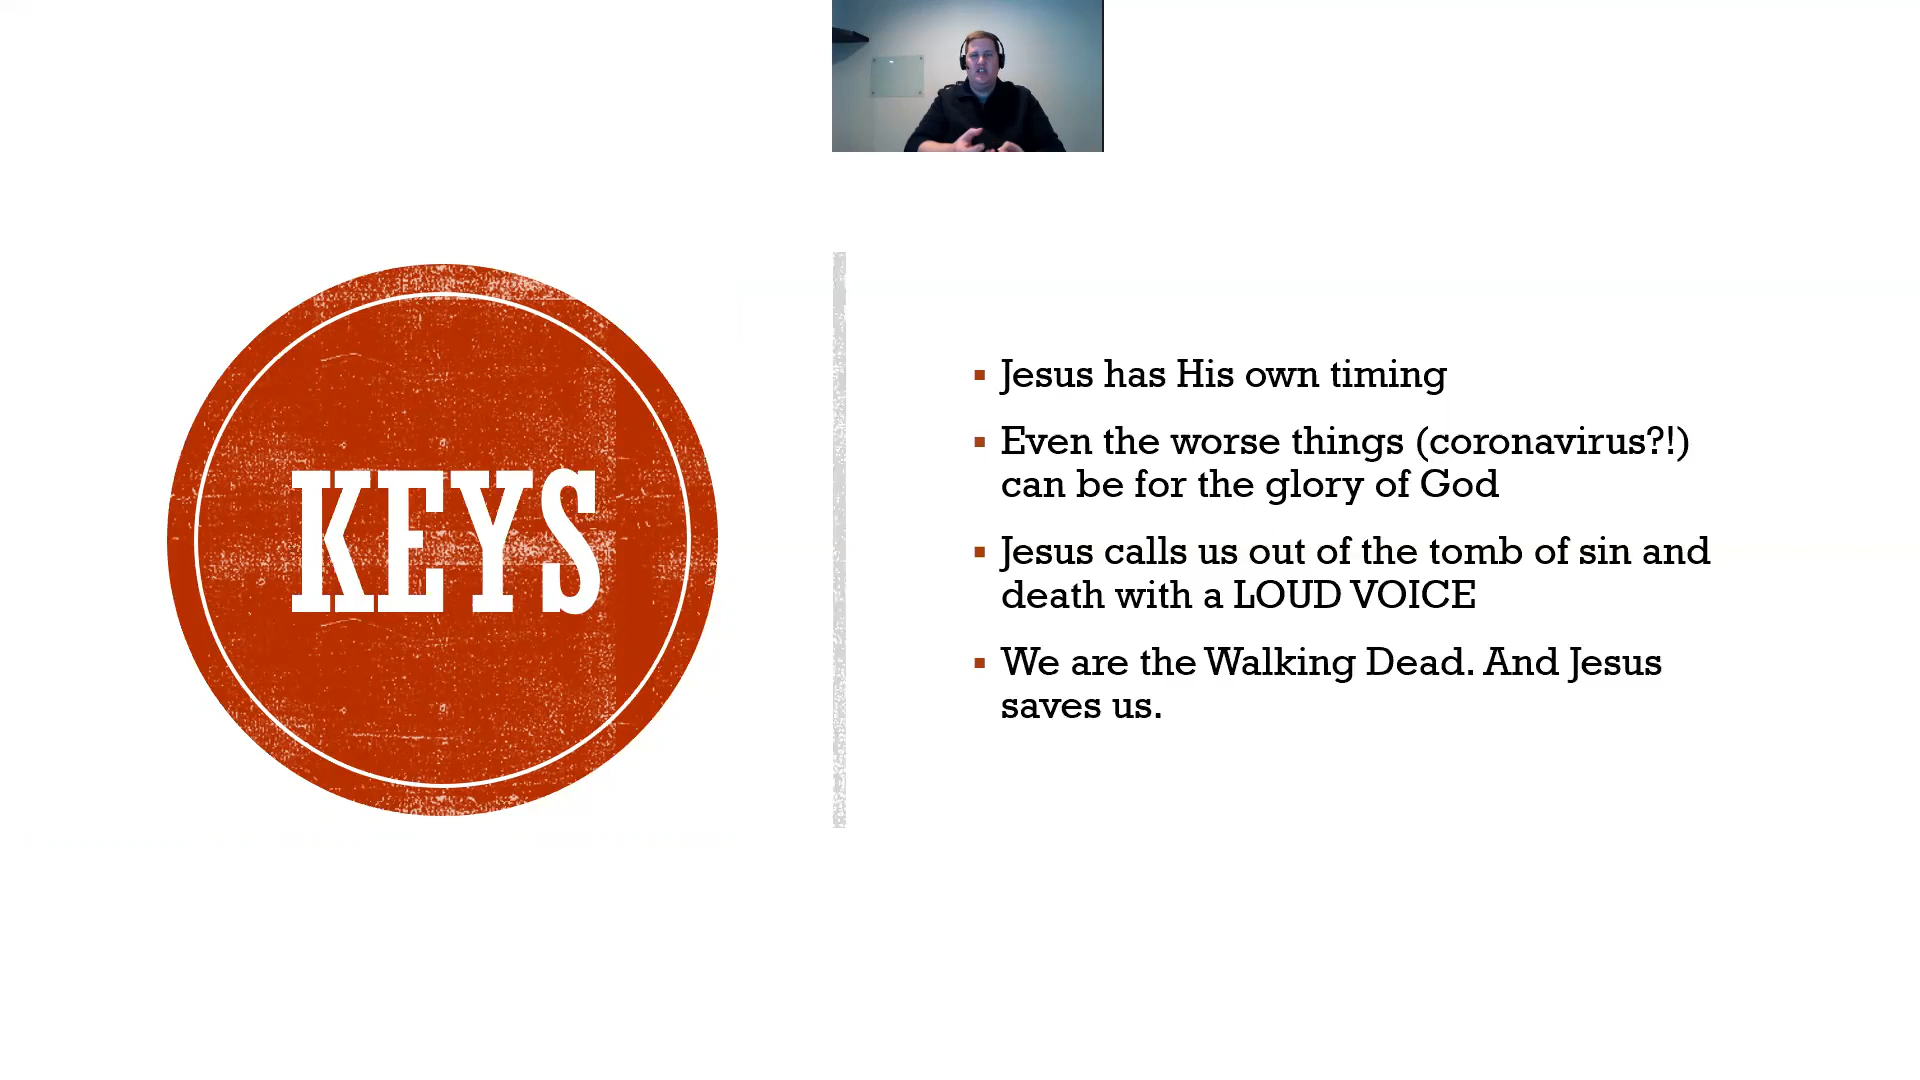 KEYS
Jesus has His own timing
Even the worse things (coronavirus?!)
can be for the glory of God
Jesus calls us out of the tomb of sin and
death with a LOUD VOICE
We are the Walking Dead. And Jesus
saves us.